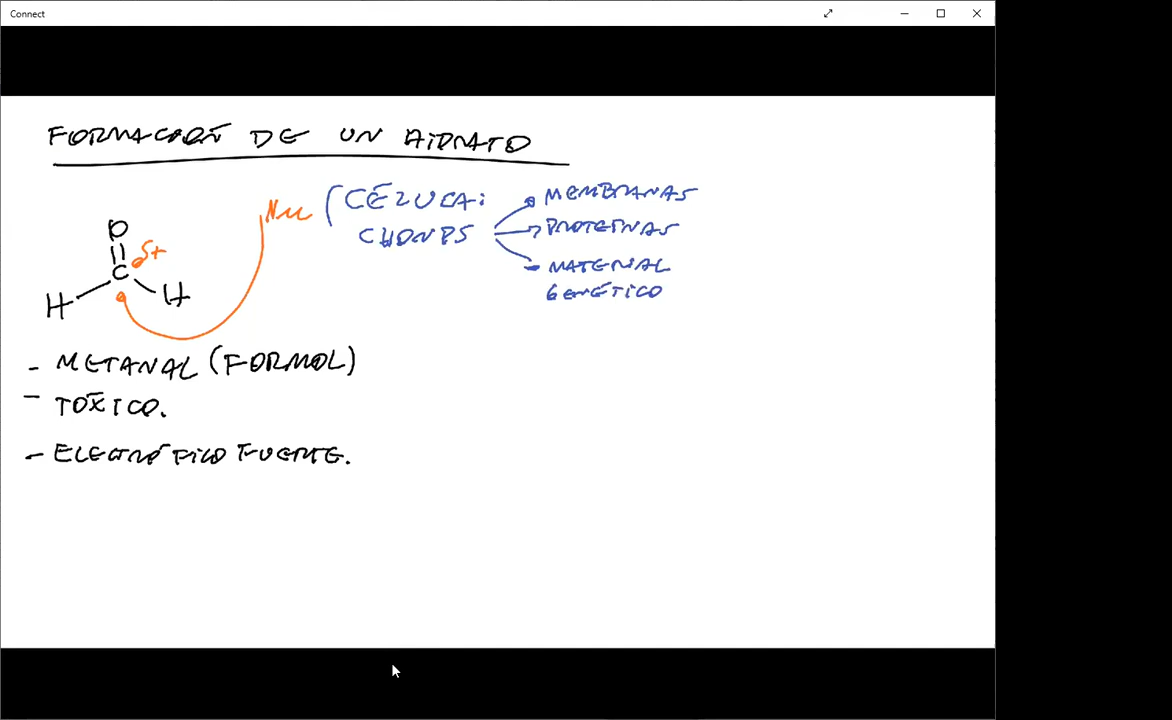 Connect
FORMACIÓN DE UN HIDRATO
Nu (CÉLULA:
CHONPS
MEMBRANAS
PROTEÍNAS
MATERIAL
GENÉTICO
O
δ+
C
H H
- METANAL (FORMOL)
- TÓXICO.
- ELECTRÓFILO FUERTE.